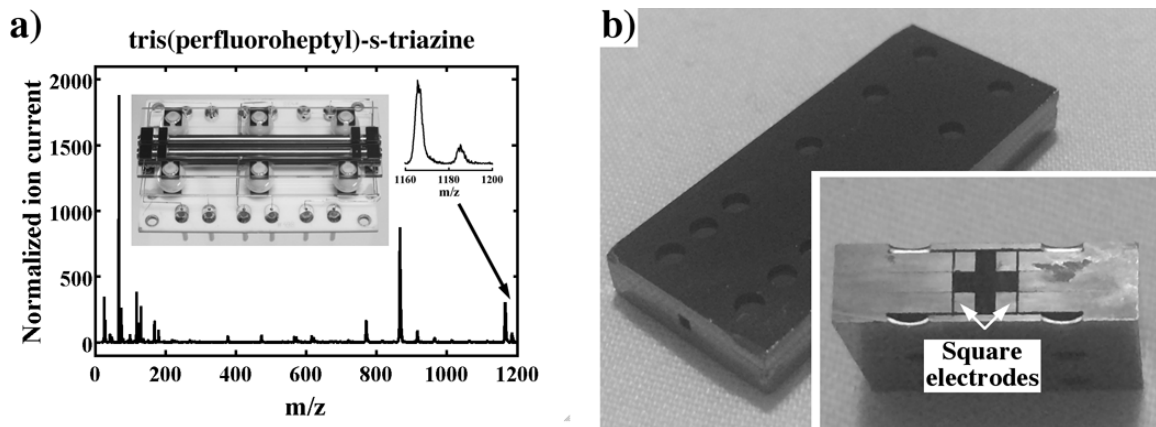 a)
tris(perfluoroheptyl)-s-triazine
Normalized ion current
2000
1500
1000
500
0
0 200 400 600 800 1000 1200
m/z
1160 1180 1200
m/z
b)
Square
electrodes